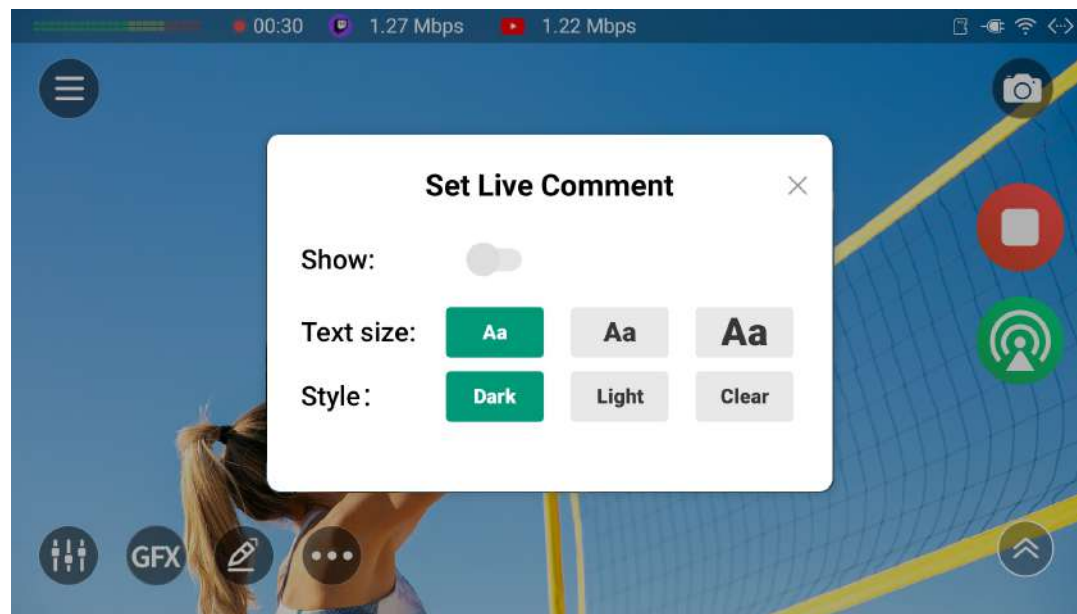 00:30 1.27 Mbps 1.22 Mbps
Set Live Comment
Show:
Text size: Aa Aa Aa
Style: Dark Light Clear
GFX